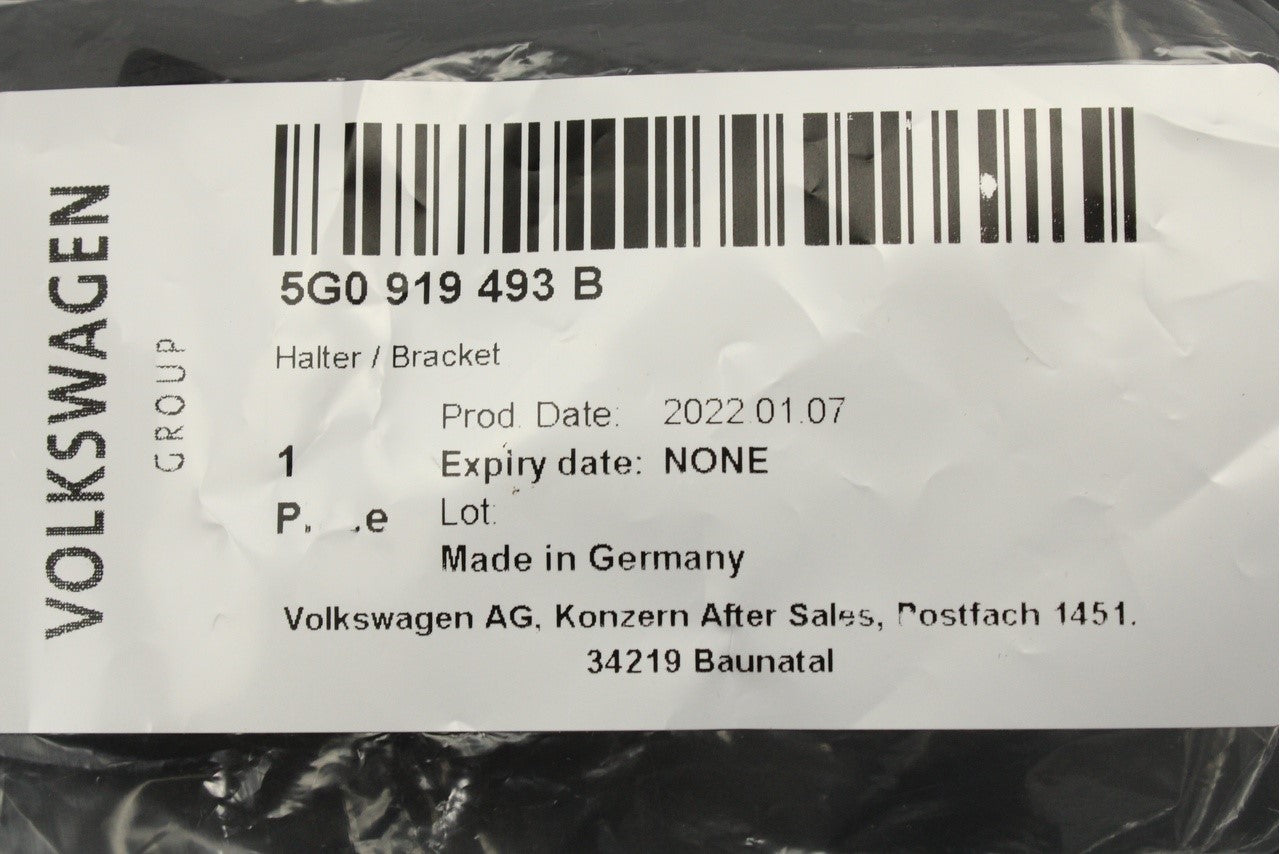 VOLKSWAGEN
GROUP
5G0 919 493 B
Halter / Bracket
Prod. Date: 2022.01.07
1 Expiry date: NONE
Lot:
Made in Germany
Volkswagen AG, Konzern After Sales, Postfach 1451.
34219 Baunatal